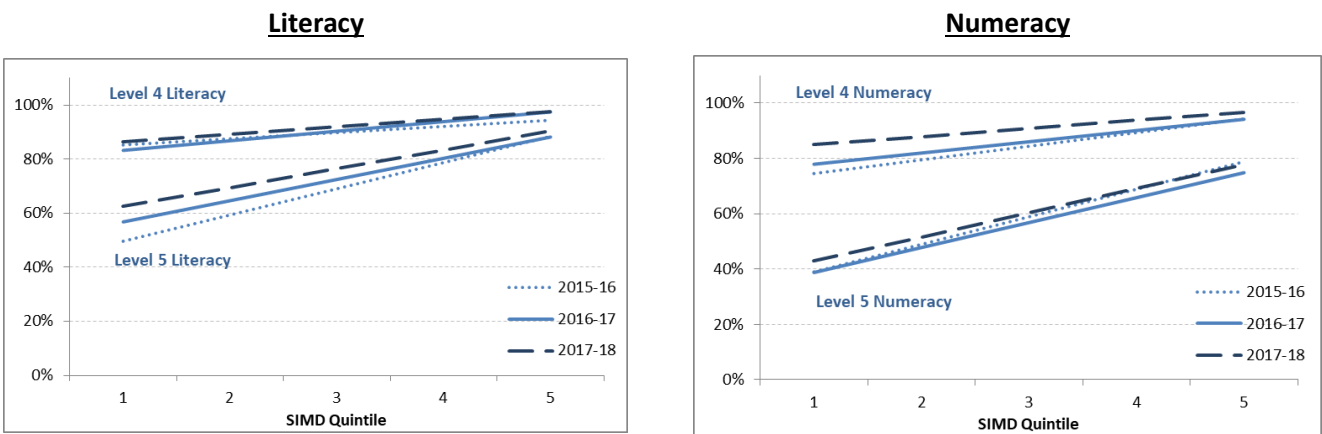 Literacy
Level 4 Literacy
100%
80%
60%
Level 5 Literacy
40%
20%
0%
2015-16
2016-17
2017-18
1 2 3 4 5
SIMD Quintile
Numeracy
Level 4 Numeracy
100%
80%
60%
40%
Level 5 Numeracy
20%
0%
2015-16
2016-17
2017-18
1 2 3 4 5
SIMD Quintile